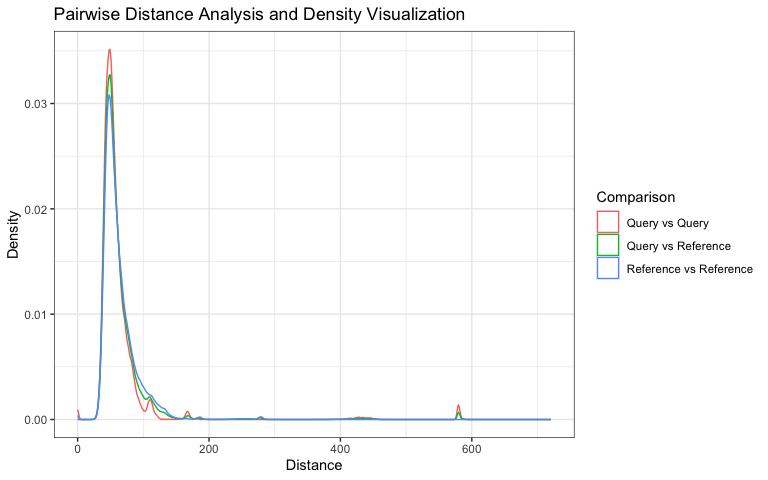 Pairwise Distance Analysis and Density Visualization
0.03
0.02
0.01
0.00
Density
0 200 400 600
Distance
Comparison
Query vs Query
Query vs Reference
Reference vs Reference